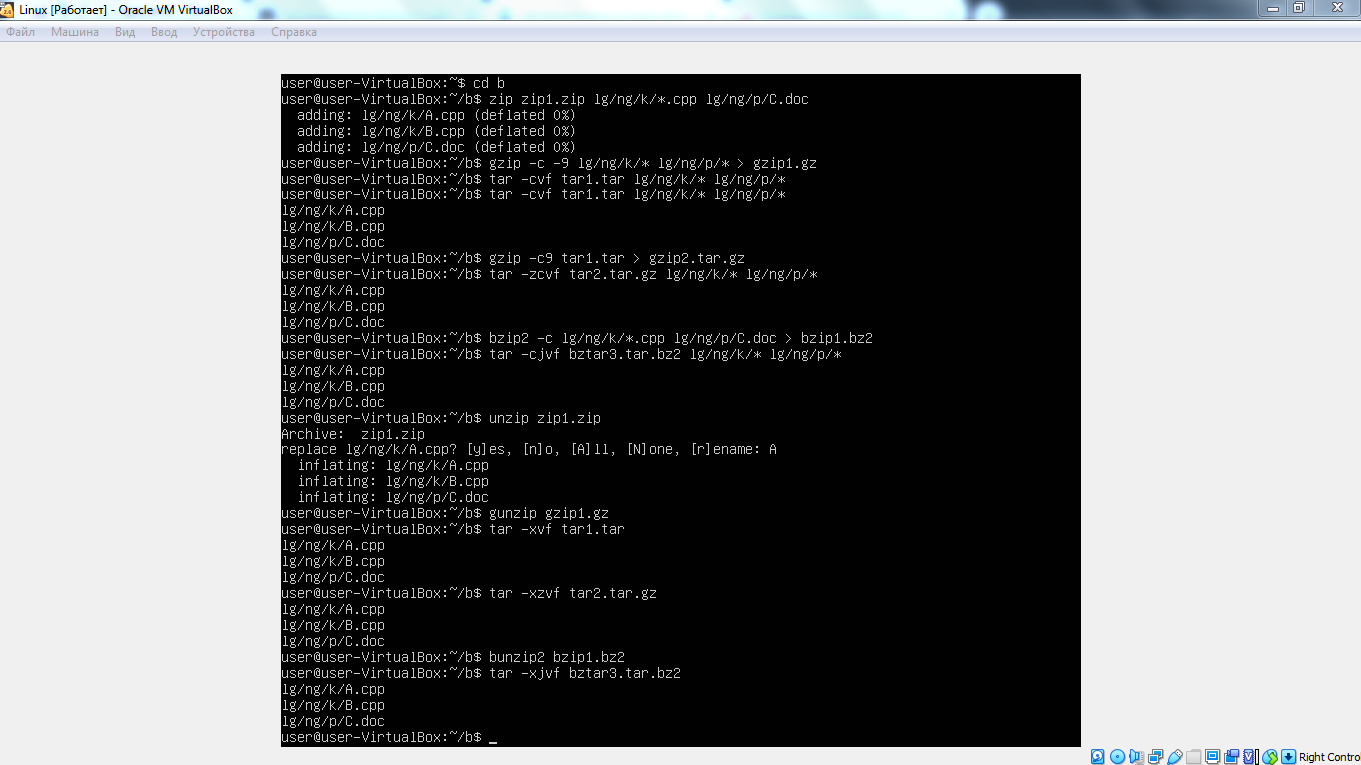 Linux [Работает] - Oracle VM VirtualBox
Файл Машина Вид Ввод Устройства Справка
user@user-VirtualBox:~$ cd b
user@user-VirtualBox:~/b$ zip zip1.zip lg/ng/k/*.cpp lg/ng/p/C.doc
  adding: lg/ng/k/A.cpp (deflated 0%)
  adding: lg/ng/k/B.cpp (deflated 0%)
  adding: lg/ng/p/C.doc (deflated 0%)
user@user-VirtualBox:~/b$ gzip -c -9 lg/ng/k/* lg/ng/p/* > gzip1.gz
user@user-VirtualBox:~/b$ tar -cvf tar1.tar lg/ng/k/* lg/ng/p/*
user@user-VirtualBox:~/b$ tar -cvf tar1.tar lg/ng/k/* lg/ng/p/*
lg/ng/k/A.cpp
lg/ng/k/B.cpp
lg/ng/p/C.doc
user@user-VirtualBox:~/b$ gzip -c9 tar1.tar > gzip2.tar.gz
user@user-VirtualBox:~/b$ tar -zcvf tar2.tar.gz lg/ng/k/* lg/ng/p/*
lg/ng/k/A.cpp
lg/ng/k/B.cpp
lg/ng/p/C.doc
user@user-VirtualBox:~/b$ bzip2 -c lg/ng/k/*.cpp lg/ng/p/C.doc > bzip1.bz2
user@user-VirtualBox:~/b$ tar -cjvf bztar3.tar.bz2 lg/ng/k/* lg/ng/p/*
lg/ng/k/A.cpp
lg/ng/k/B.cpp
lg/ng/p/C.doc
user@user-VirtualBox:~/b$ unzip zip1.zip
Archive:  zip1.zip
replace lg/ng/k/A.cpp? [y]es, [n]o, [A]ll, [N]one, [r]ename: A
  inflating: lg/ng/k/A.cpp
  inflating: lg/ng/k/B.cpp
  inflating: lg/ng/p/C.doc
user@user-VirtualBox:~/b$ gunzip gzip1.gz
user@user-VirtualBox:~/b$ tar -xvf tar1.tar
lg/ng/k/A.cpp
lg/ng/k/B.cpp
lg/ng/p/C.doc
user@user-VirtualBox:~/b$ tar -xzvf tar2.tar.gz
lg/ng/k/A.cpp
lg/ng/k/B.cpp
lg/ng/p/C.doc
user@user-VirtualBox:~/b$ bunzip2 bzip1.bz2
user@user-VirtualBox:~/b$ tar -xjvf bztar3.tar.bz2
lg/ng/k/A.cpp
lg/ng/k/B.cpp
lg/ng/p/C.doc
user@user-VirtualBox:~/b$ _
Right Contro